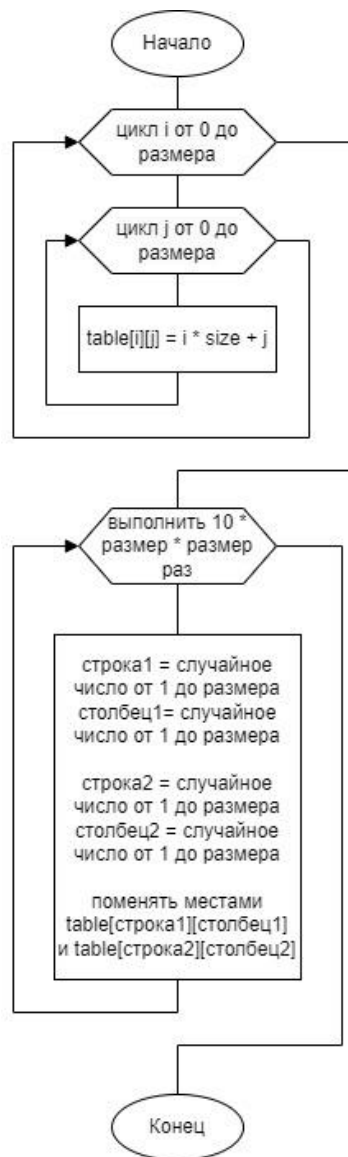 Начало
цикл i от 0 до
размера
цикл j от 0 до
размера
table[i][j] = i * size + j
выполнить 10 *
размер * размер
раз
строка1 = случайное
число от 1 до размера
столбец1= случайное
число от 1 до размера
строка2 = случайное
число от 1 до размера
столбец2 = случайное
число от 1 до размера
поменять местами
table[строка1][столбец1]
и table[строка2][столбец2]
Конец